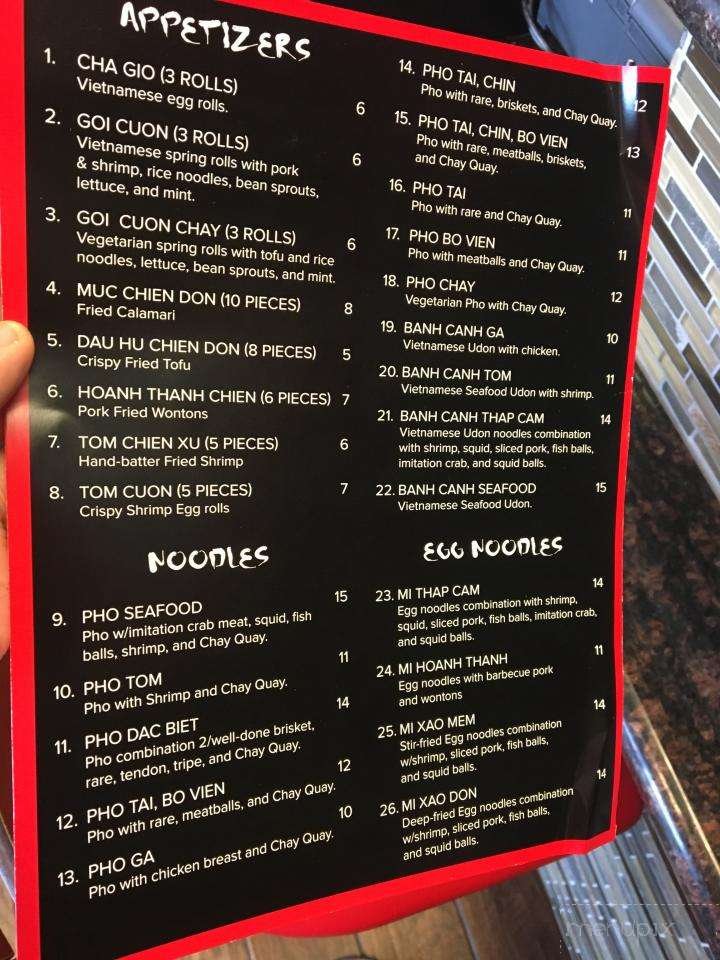 APPETIZERS
1. CHA GIO (3 ROLLS)
Vietnamese egg rolls. 6
2. GOI CUON (3 ROLLS) 6
Vietnamese spring rolls with pork
& shrimp, rice noodles, bean sprouts,
lettuce, and mint.
3. GOI CUON CHAY (3 ROLLS) 6
Vegetarian spring rolls with tofu and rice
noodles, lettuce, bean sprouts, and mint.
4. MUC CHIEN DON (10 PIECES) 8
Fried Calamari
5. DAU HU CHIEN DON (8 PIECES) 5
Crispy Fried Tofu
6. HOANH THANH CHIEN (6 PIECES) 7
Pork Fried Wontons
7. TOM CHIEN XU (5 PIECES) 6
Hand-batter Fried Shrimp
8. TOM CUON (5 PIECES) 7
Crispy Shrimp Egg rolls
NOODLES
9. PHO SEAFOOD 15
Pho w/imitation crab meat, squid, fish
balls, shrimp, and Chay Quay.
10. PHO TOM 11
Pho with Shrimp and Chay Quay.
11. PHO DAC BIET 14
Pho combination 2/well-done brisket,
rare, tendon, tripe, and Chay Quay.
12. PHO TAI, BO VIEN 12
Pho with rare, meatballs, and Chay Quay.
13. PHO GA 10
Pho with chicken breast and Chay Quay.
14. PHO TAI, CHIN 12
Pho with rare, briskets, and Chay Quay.
15. PHO TAI, CHIN, BO VIEN 13
Pho with rare, meatballs, briskets,
and Chay Quay.
16. PHO TAI 11
Pho with rare and Chay Quay.
17. PHO BO VIEN 11
Pho with meatballs and Chay Quay.
18. PHO CHAY 12
Vegetarian Pho with Chay Quay.
19. BANH CANH GA 10
Vietnamese Udon with chicken.
20. BANH CANH TOM 11
Vietnamese Seafood Udon with shrimp.
21. BANH CANH THAP CAM 14
Vietnamese Udon noodles combination
with shrimp, squid, sliced pork, fish balls,
imitation crab, and squid balls.
22. BANH CANH SEAFOOD 15
Vietnamese Seafood Udon.
EGG NOODLES
23. MI THAP CAM 14
Egg noodles combination with shrimp,
squid, sliced pork, fish balls, imitation crab,
and squid balls.
24. MI HOANH THANH 11
Egg noodles with barbecue pork
and wontons
25. MI XAO MEM 14
Stir-fried Egg noodles combination
w/shrimp, sliced pork, fish balls,
and squid balls.
26. MI XAO DON 14
Deep-fried Egg noodles combination
w/shrimp, sliced pork, fish balls,
and squid balls.
menupix